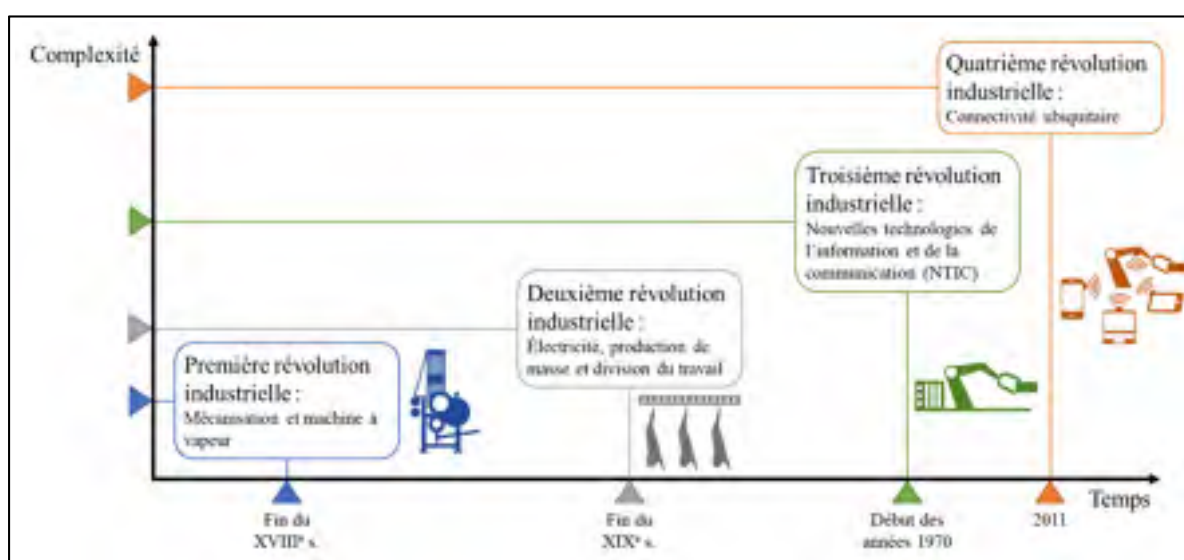 Complexité
Quatrième révolution
industrielle :
Connectivité ubiquitaire
Troisième révolution
industrielle :
Nouvelles technologies de
l'information et de la
communication (NTIC)
Deuxième révolution
industrielle :
Électricité, production de
masse et division du travail
Première révolution
industrielle :
Mécanisation et machine à
vapeur
Temps
Fin du
XVIIIe s.
Fin du
XIXe s.
Début des
années 1970
2011